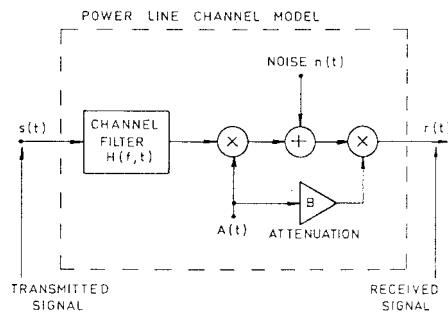 POWER LINE CHANNEL MODEL
NOISE n(t)
s(t)
CHANNEL
FILTER
H(f,t)
×
+
×
r(t)
B
A(t)
ATTENUATION
TRANSMITTED
SIGNAL
RECEIVED
SIGNAL